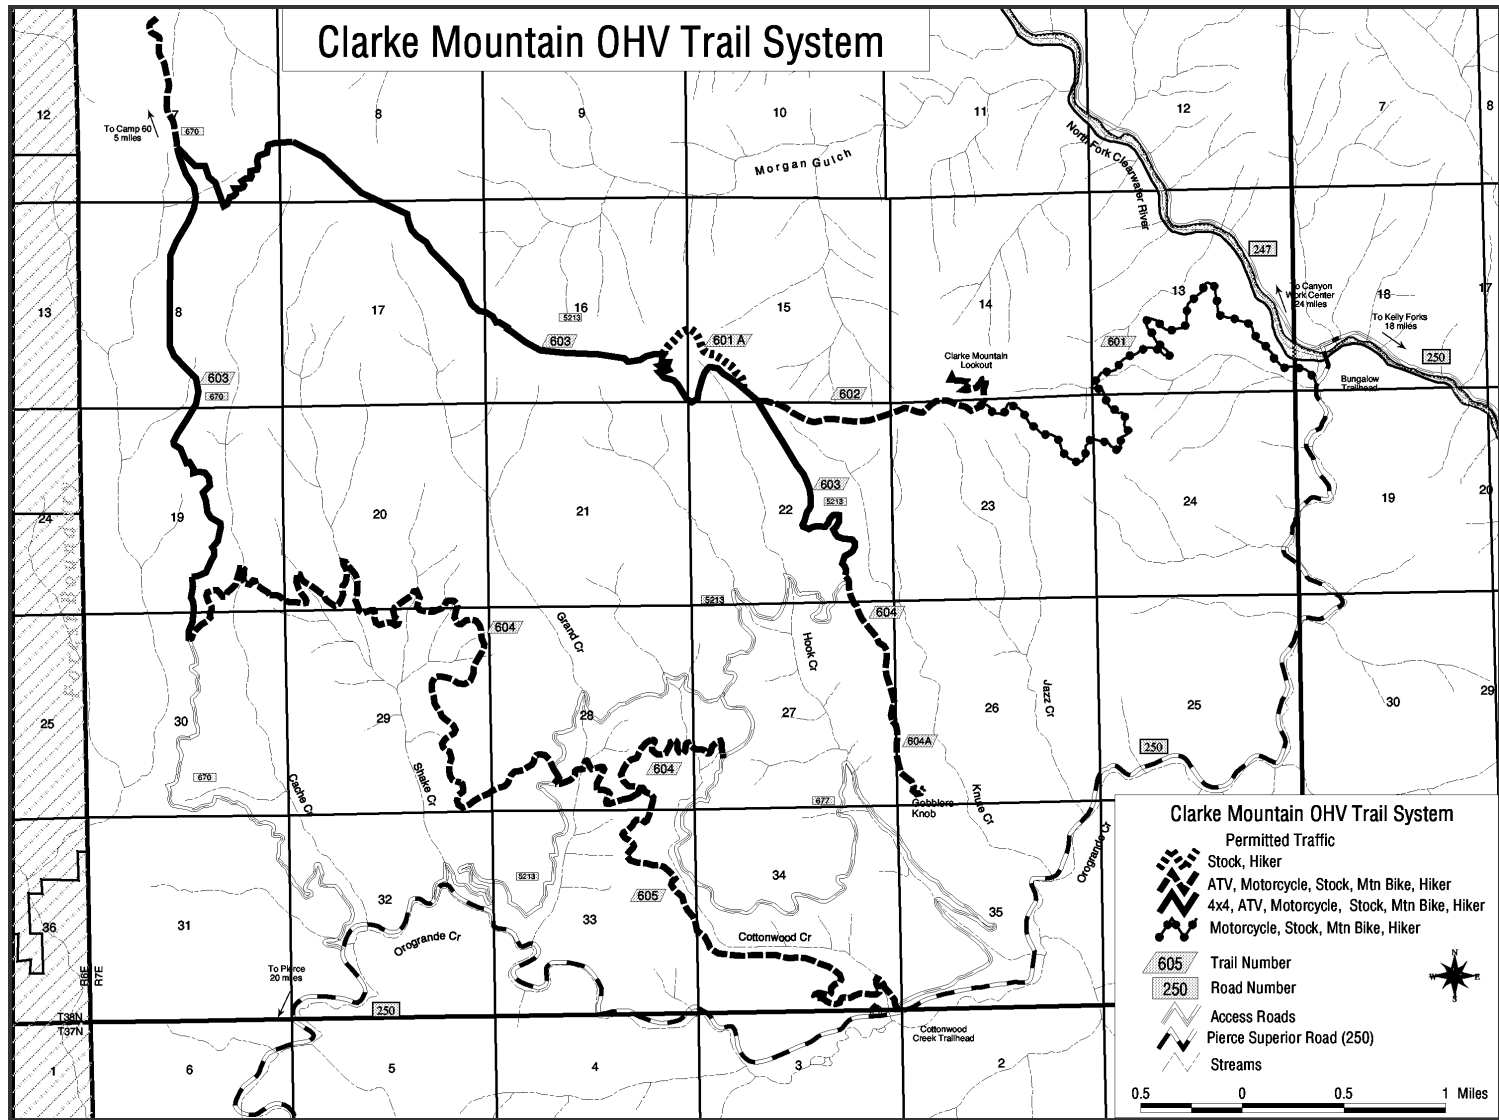 Clarke Mountain OHV Trail System
12
7
8
9
10
11
12
7
8
To Camp 60
5 miles
670
Morgan Gulch
North Fork Clearwater River
247
13
8
17
16
5213
15
14
13
To Canyon
Work Center
24 miles
18
17
To Kelly Forks
18 miles
603
601 A
601
250
Clarke Mountain
Lookout
603
670
602
Bungalow
Trailhead
603
5213
24
19
20
21
22
23
24
19
20
5213
604
604
Grand Cr
Hook Cr
Jazz Cr
25
30
29
28
27
26
25
30
29
604A
250
670
Cache Cr
Shake Cr
604
677
Gobblers
Knob
Knute Cr
Orogrande Cr
5213
36
31
32
33
34
35
605
Orogrande Cr
Cottonwood Cr
To Pierce
20 miles
R6E
R7E
T38N
T37N
250
Cottonwood
Creek Trailhead
1
6
5
4
3
2
Clarke Mountain OHV Trail System
Permitted Traffic
Stock, Hiker
ATV, Motorcycle, Stock, Mtn Bike, Hiker
4x4, ATV, Motorcycle, Stock, Mtn Bike, Hiker
Motorcycle, Stock, Mtn Bike, Hiker
605 Trail Number
250 Road Number
Access Roads
Pierce Superior Road (250)
Streams
N
W E
S
0.5 0 0.5 1 Miles